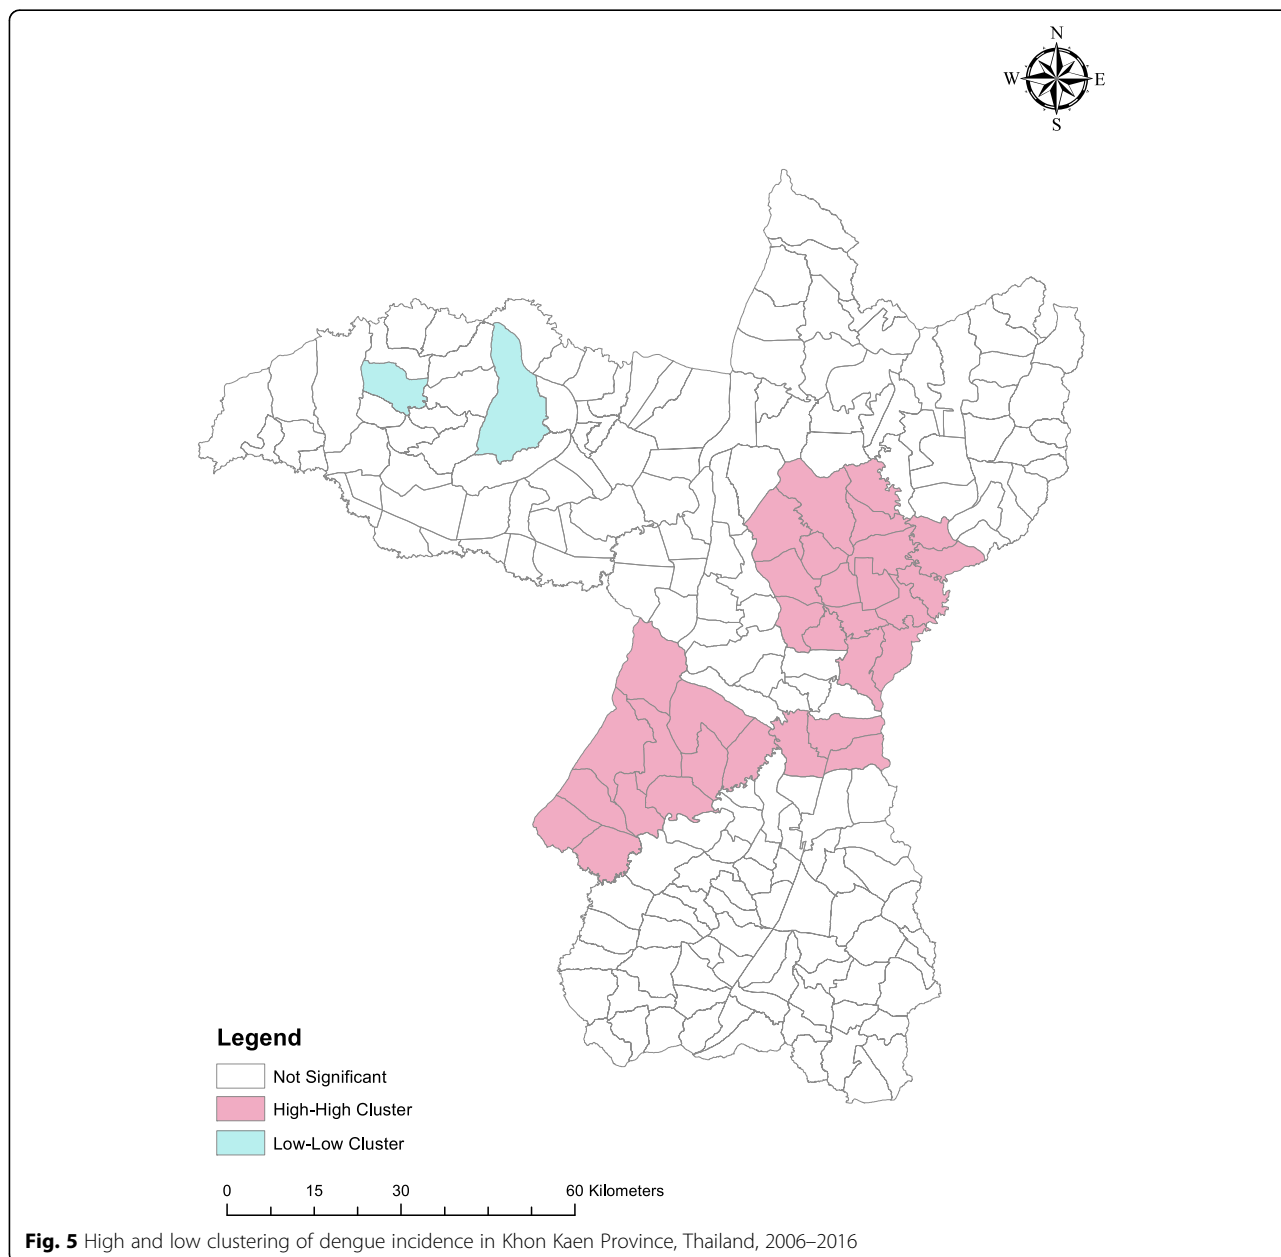 N
W E
S
Legend
Not Significant
High-High Cluster
Low-Low Cluster
0 15 30 60 Kilometers
Fig. 5 High and low clustering of dengue incidence in Khon Kaen Province, Thailand, 2006–2016